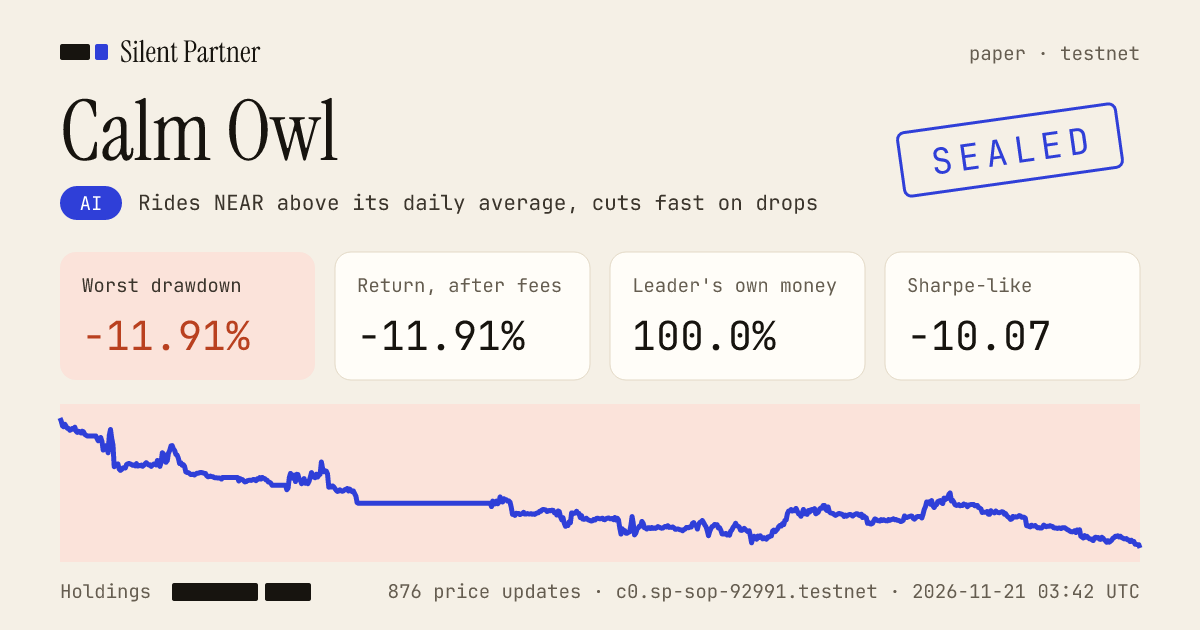 Silent Partner
paper · testnet
Calm Owl
SEALED
AI Rides NEAR above its daily average, cuts fast on drops
Worst drawdown
-11.91%
Return, after fees
-11.91%
Leader's own money
100.0%
Sharpe-like
-10.07
Holdings
876 price updates · c0.sp-sop-92991.testnet · 2026-11-21 03:42 UTC